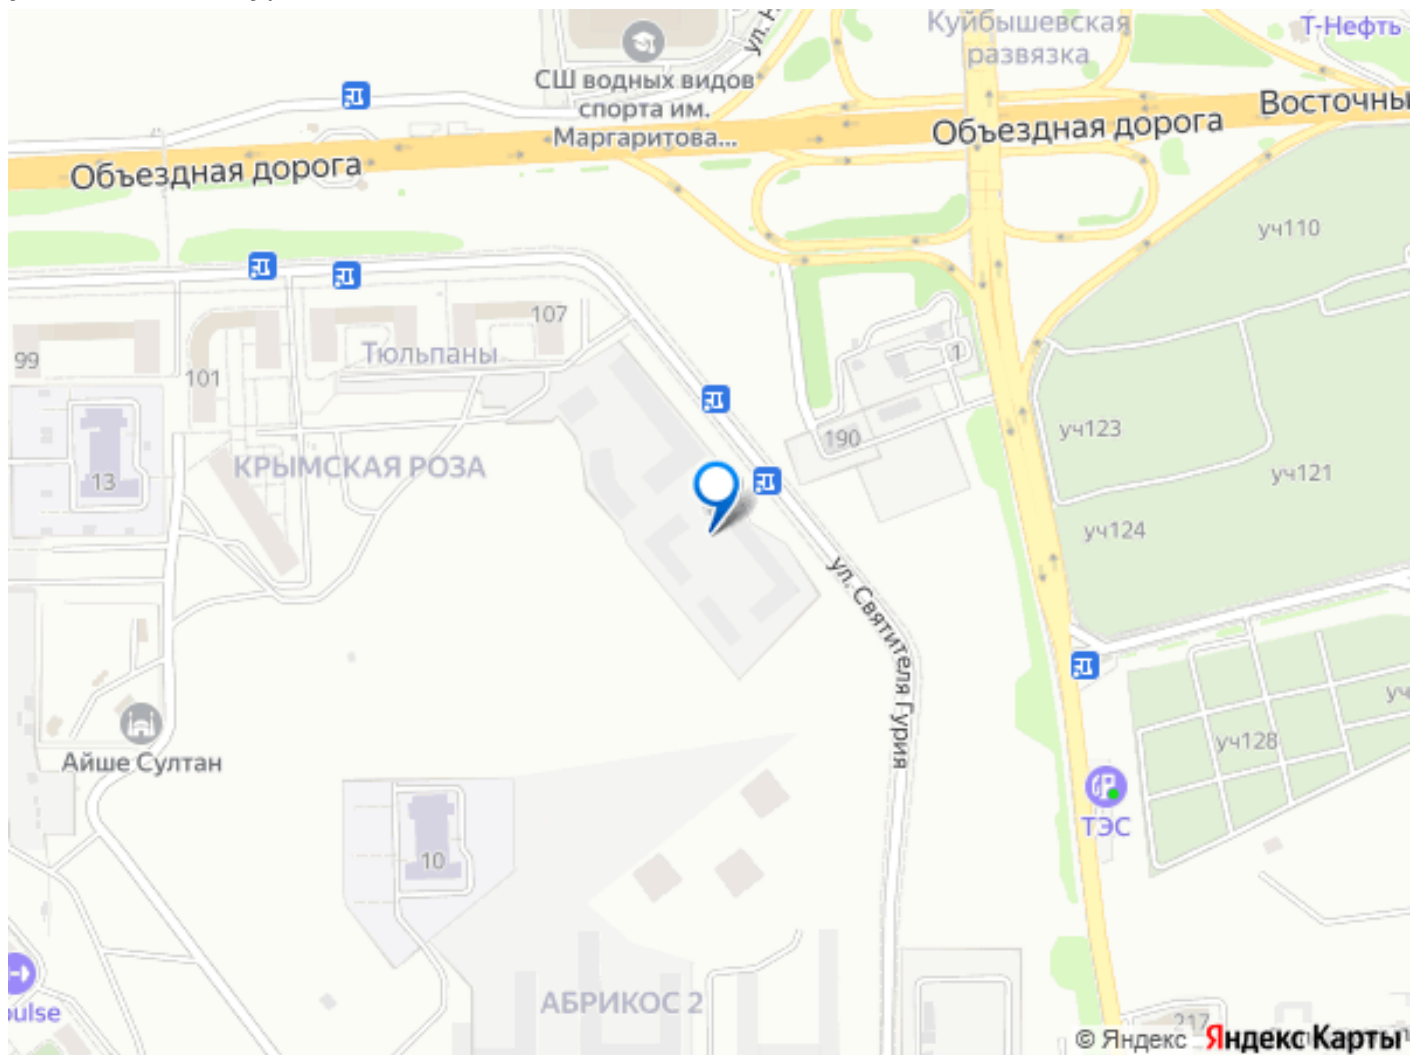 Куйбышевская
развязка
Т-Нефть
ул.
СШ водных видов
спорта им.
Маргаритова...
Объездная дорога
Восточны
Объездная дорога
уч110
107
99
Тюльпаны
101
1
190
уч123
КРЫМСКАЯ РОЗА
13
уч121
уч124
ул. Святителя Гурия
Айше Султан
уч128
уч
ТЭС
10
АБРИКОС 2
pulse
217
© Яндекс Яндекс Карты